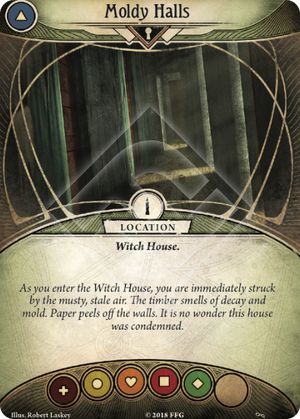 Moldy Halls
LOCATION
Witch House.
As you enter the Witch House, you are immediately struck
by the musty, stale air. The timber smells of decay and
mold. Paper peels off the walls. It is no wonder this house
was condemned.
Illus. Robert Laskey
© 2018 FFG